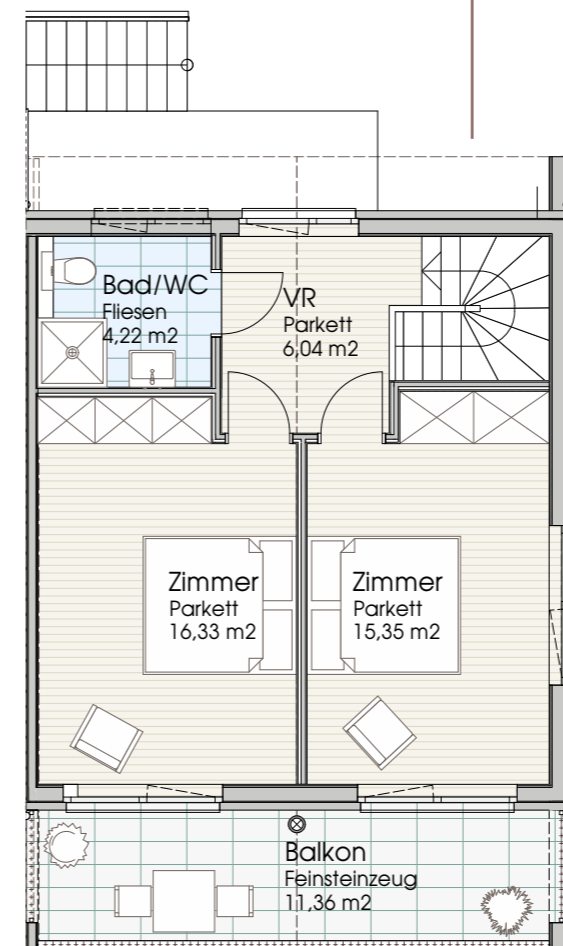 Bad/WC
Fliesen
4,22 m2
VR
Parkett
6,04 m2
Zimmer
Parkett
16,33 m2
Zimmer
Parkett
15,35 m2
Balkon
Feinsteinzeug
11,36 m2